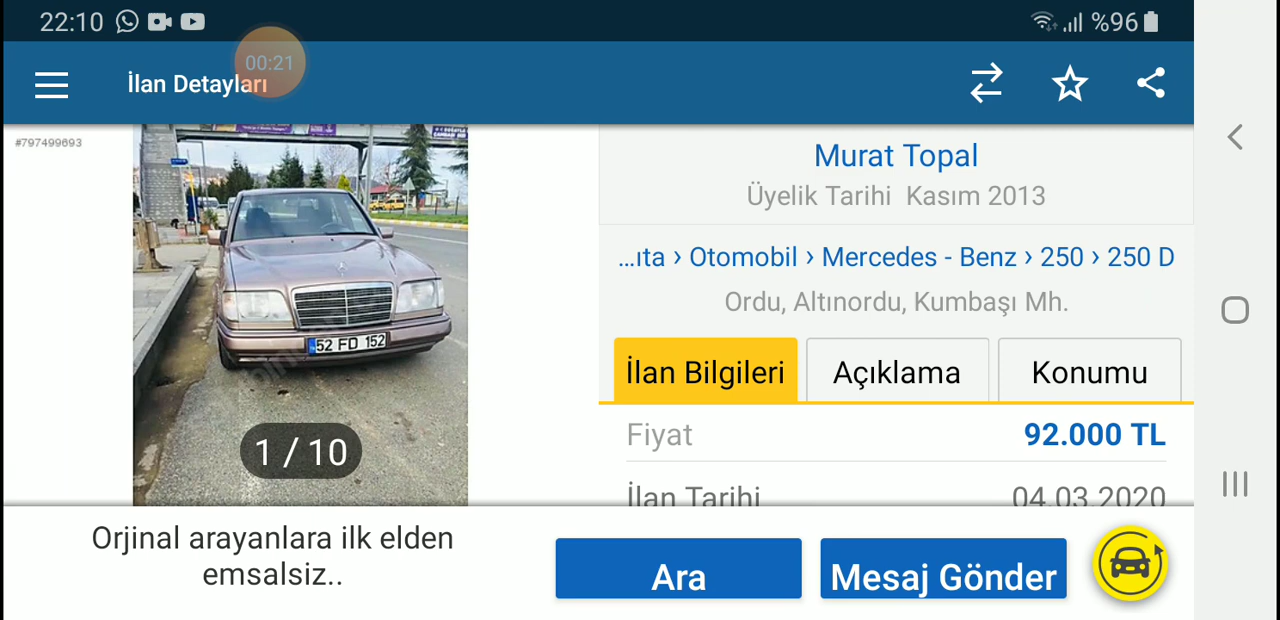 22:10
%96
00:21
İlan Detayları
#797499693
52 FD 152
1 / 10
Murat Topal
Üyelik Tarihi Kasım 2013
...ıta › Otomobil › Mercedes - Benz › 250 › 250 D
Ordu, Altınordu, Kumbaşı Mh.
İlan Bilgileri
Açıklama
Konumu
Fiyat
92.000 TL
İlan Tarihi
04.03.2020
Orjinal arayanlara ilk elden
emsalsiz..
Ara
Mesaj Gönder